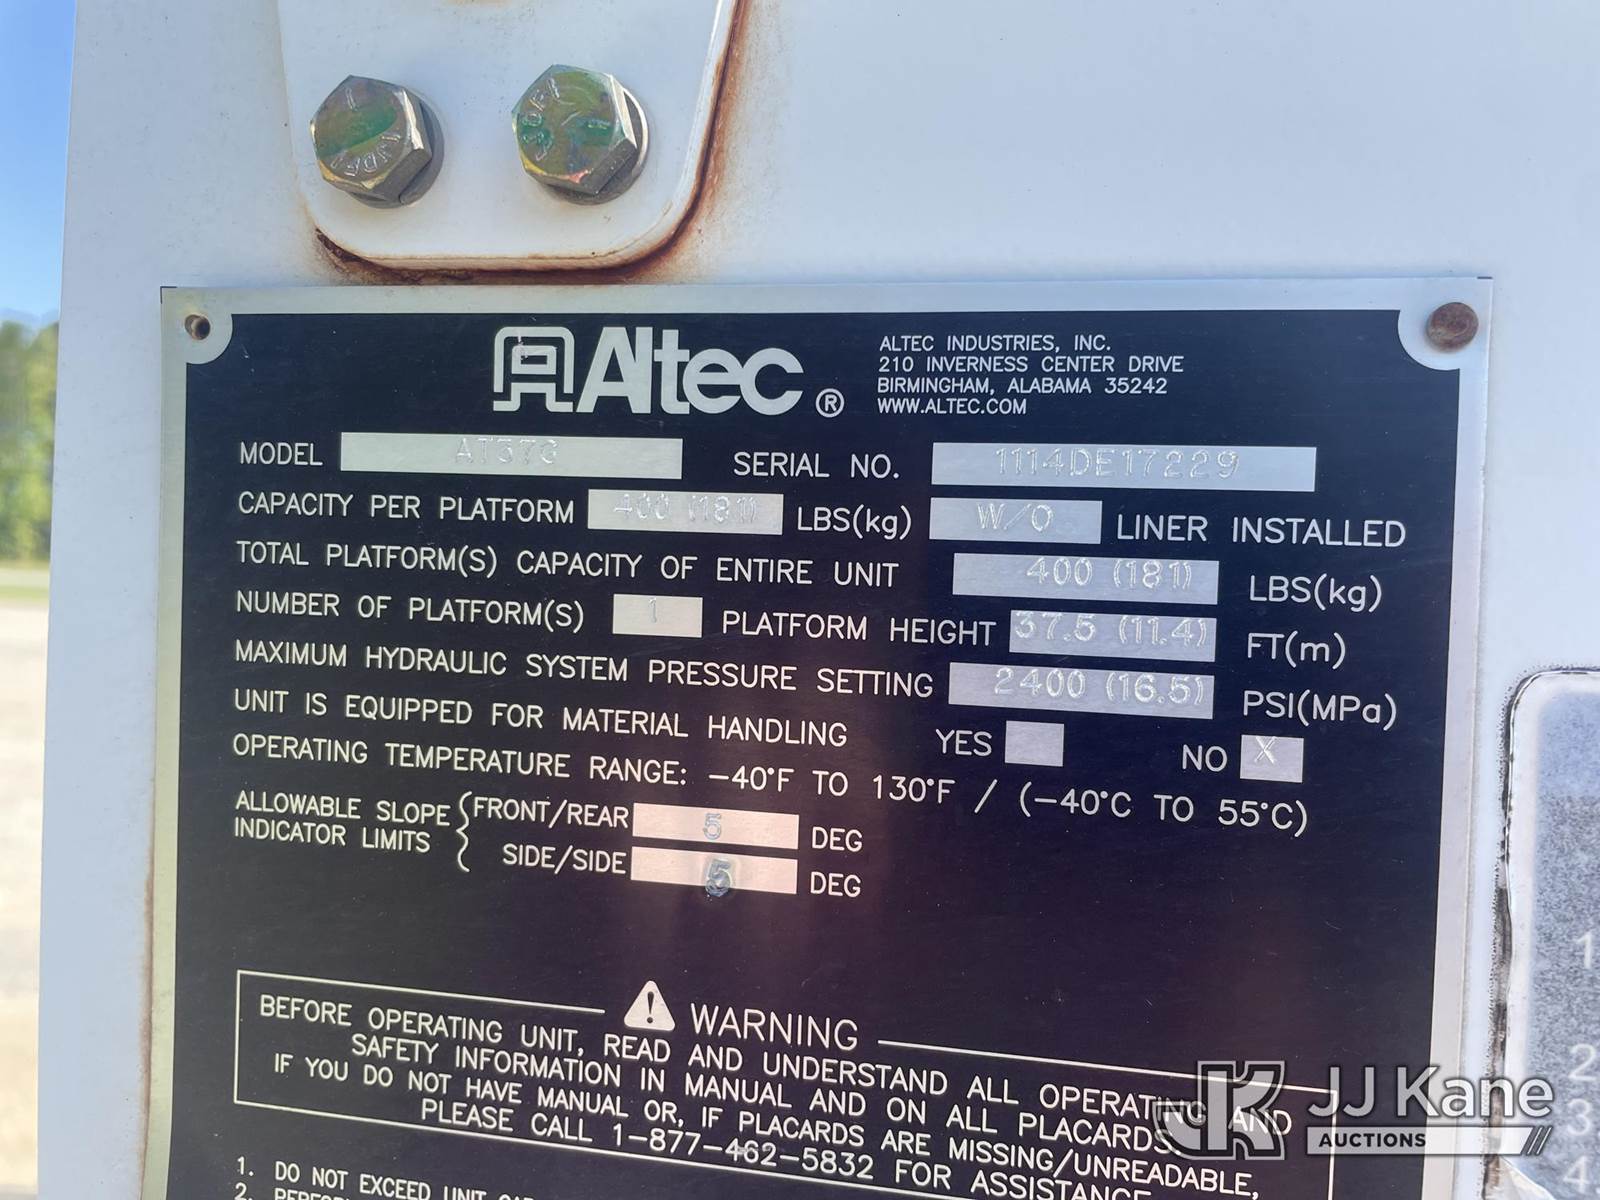 Altec®
ALTEC INDUSTRIES, INC.
210 INVERNESS CENTER DRIVE
BIRMINGHAM, ALABAMA 35242
WWW.ALTEC.COM
MODEL AT37G SERIAL NO. 1114DE17229
CAPACITY PER PLATFORM 400 (181) LBS(kg) W/O LINER INSTALLED
TOTAL PLATFORM(S) CAPACITY OF ENTIRE UNIT 400 (181) LBS(kg)
NUMBER OF PLATFORM(S) 1 PLATFORM HEIGHT 37.5 (11.4) FT(m)
MAXIMUM HYDRAULIC SYSTEM PRESSURE SETTING 2400 (16.5) PSI(MPa)
UNIT IS EQUIPPED FOR MATERIAL HANDLING YES NO X
OPERATING TEMPERATURE RANGE: -40°F TO 130°F / (-40°C TO 55°C)
ALLOWABLE SLOPE
INDICATOR LIMITS
FRONT/REAR 5 DEG
SIDE/SIDE 5 DEG
WARNING
BEFORE OPERATING UNIT, READ AND UNDERSTAND ALL OPERATING AND
SAFETY INFORMATION IN MANUAL AND ON ALL PLACARDS
IF YOU DO NOT HAVE MANUAL OR, IF PLACARDS ARE MISSING/UNREADABLE,
PLEASE CALL 1-877-462-5832 FOR ASSISTANCE
1. DO NOT EXCEED UNIT
2.
1
2
3
4
JK JJ Kane
AUCTIONS